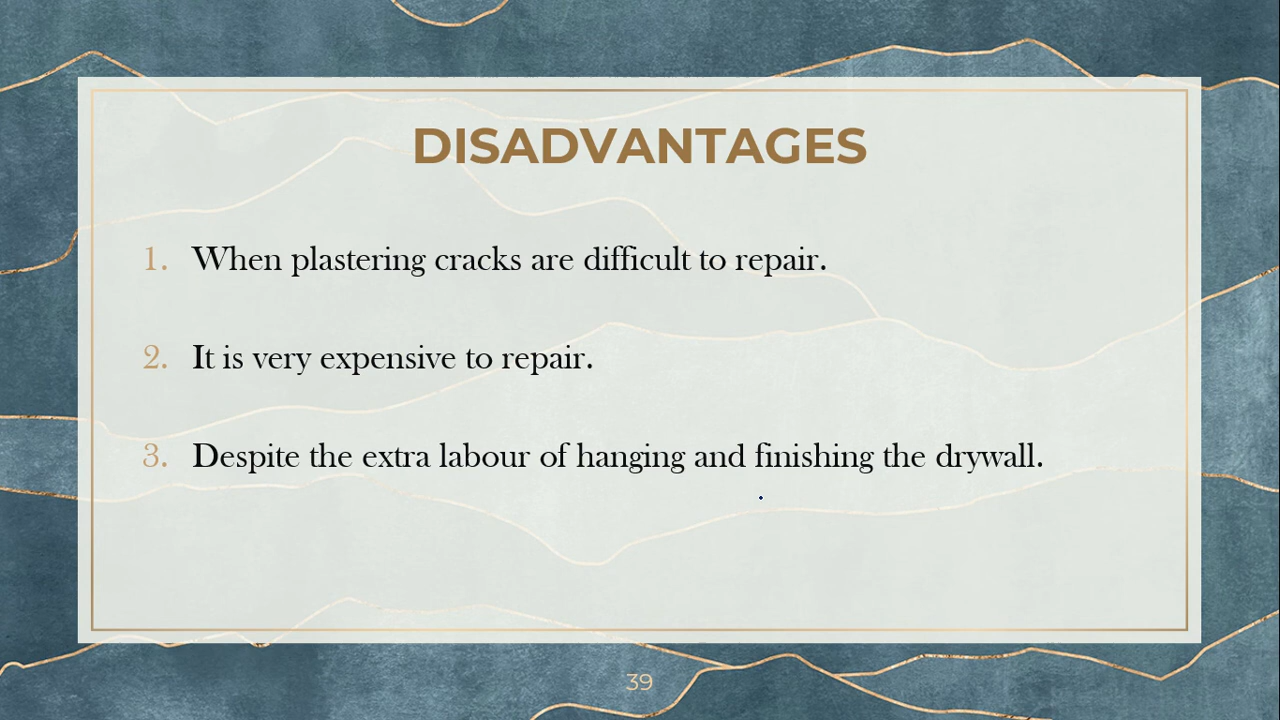 DISADVANTAGES
1. When plastering cracks are difficult to repair.
2. It is very expensive to repair.
3. Despite the extra labour of hanging and finishing the drywall.
39